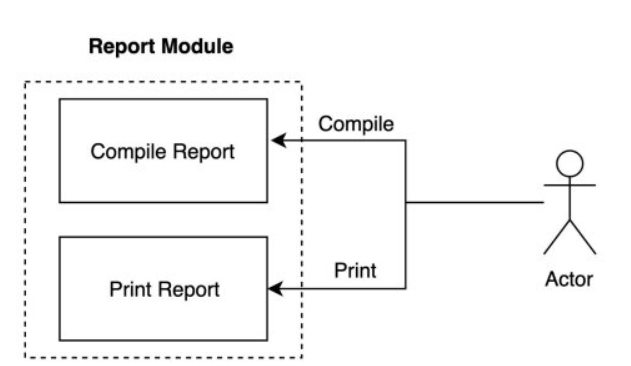 Report Module
Compile
Compile Report
Print
Print Report
Actor